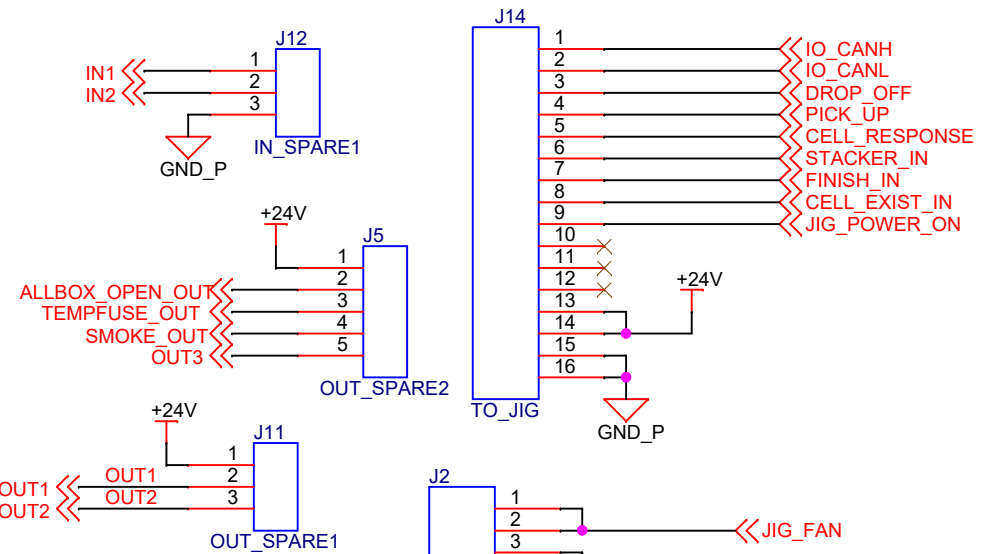 J12
1
IN1
2
IN2
3
GND_P
IN_SPARE1
J14
1
IO_CANH
2
IO_CANL
3
DROP_OFF
4
PICK_UP
5
CELL_RESPONSE
6
STACKER_IN
7
FINISH_IN
8
CELL_EXIST_IN
9
JIG_POWER_ON
10
11
12
13
14
15
16
+24V
GND_P
TO_JIG
+24V
J5
1
2
ALLBOX_OPEN_OUT
3
TEMPFUSE_OUT
4
SMOKE_OUT
5
OUT3
OUT_SPARE2
+24V
J11
1
OUT1 OUT1 2
OUT2 OUT2 3
OUT_SPARE1
J2
1
2
3
JIG_FAN